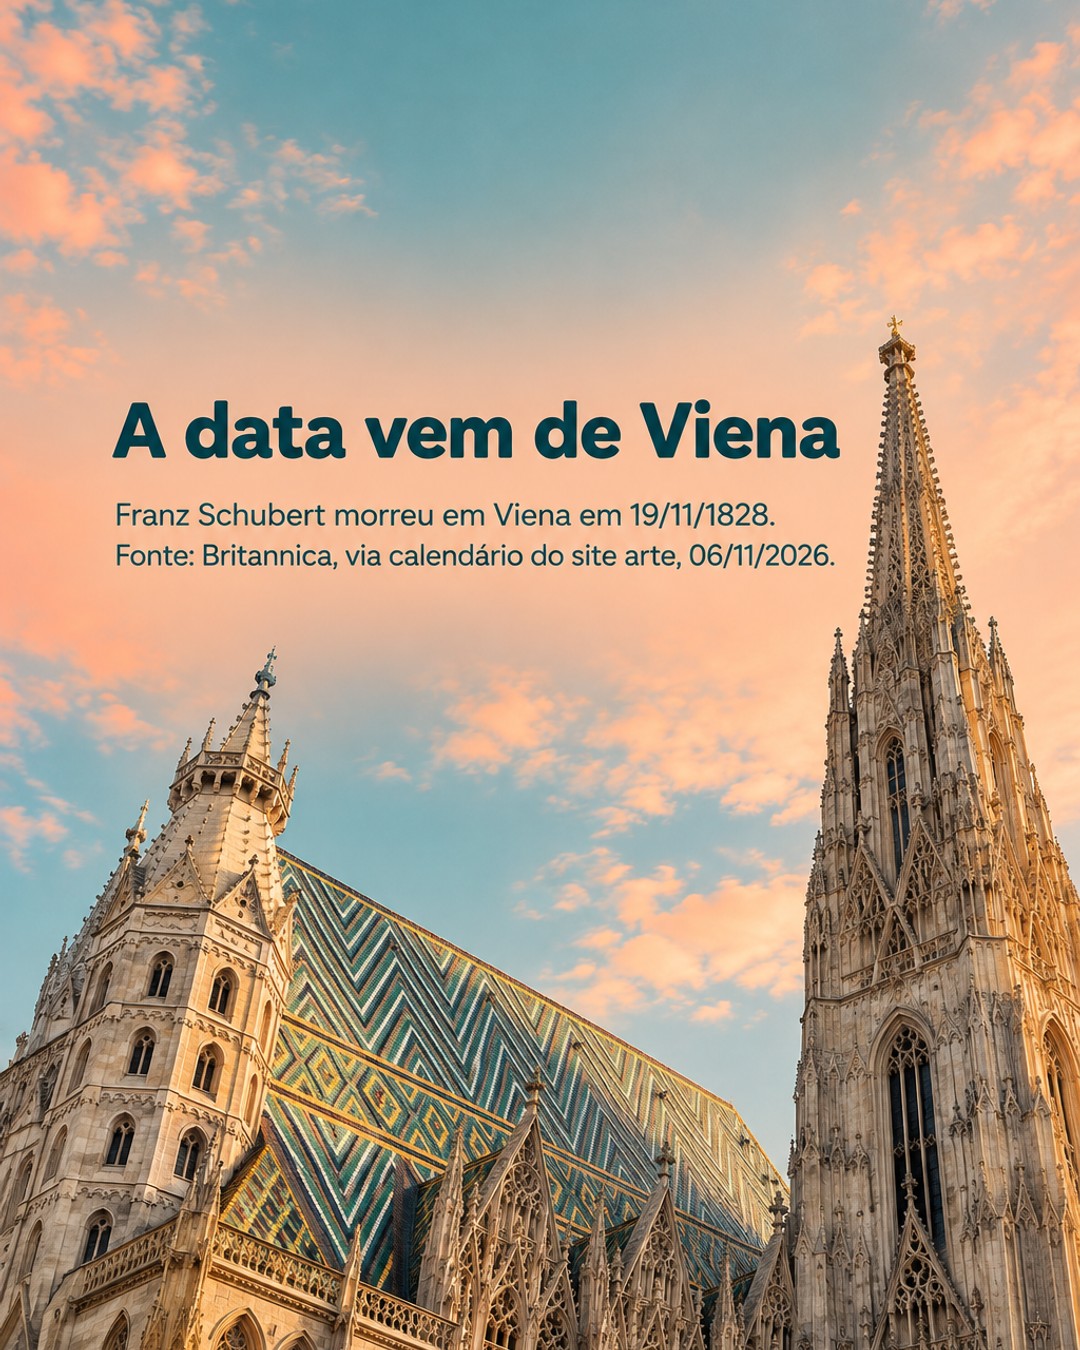 A data vem de Viena
Franz Schubert morreu em Viena em 19/11/1828.
Fonte: Britannica, via calendário do site arte, 06/11/2026.